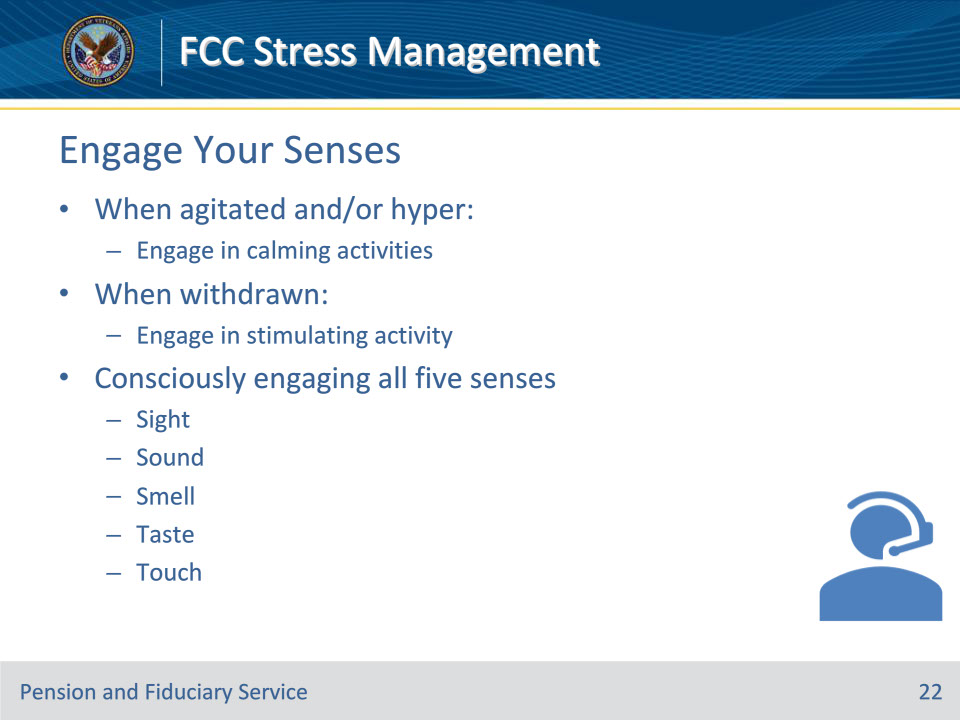 FCC Stress Management
Engage Your Senses
• When agitated and/or hyper:
– Engage in calming activities
• When withdrawn:
– Engage in stimulating activity
• Consciously engaging all five senses
– Sight
– Sound
– Smell
– Taste
– Touch
Pension and Fiduciary Service
22